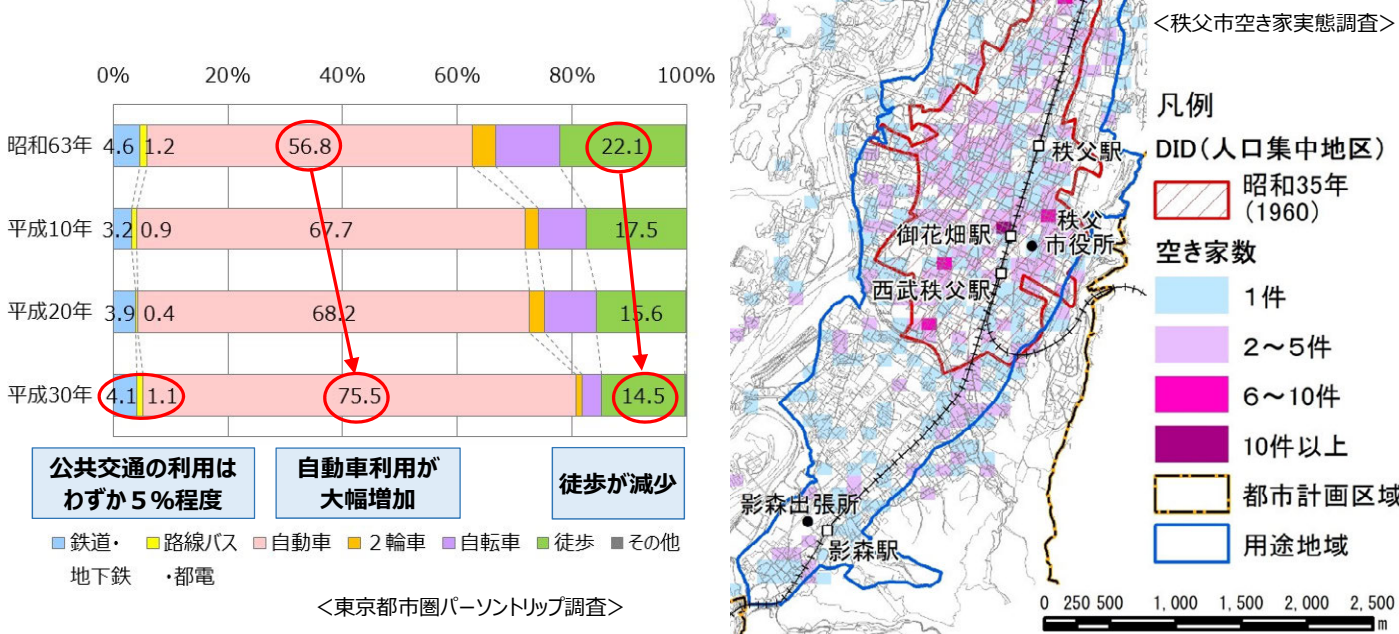 0% 20% 40% 60% 80% 100%
昭和63年 4.6 1.2 56.8 22.1
平成10年 3.2 0.9 67.7 17.5
平成20年 3.9 0.4 68.2 15.6
平成30年 4.1 1.1 75.5 14.5
公共交通の利用は
わずか5%程度
自動車利用が
大幅増加
徒歩が減少
鉄道・
地下鉄
路線バス
・都電
自動車
2輪車
自転車
徒歩
その他
<東京都市圏パーソントリップ調査>
<秩父市空き家実態調査>
秩父駅
御花畑駅
秩父
市役所
西武秩父駅
影森出張所
影森駅
凡例
DID(人口集中地区)
昭和35年
(1960)
空き家数
1件
2~5件
6~10件
10件以上
都市計画区域
用途地域
0 250 500 1,000 1,500 2,000 2,500
m